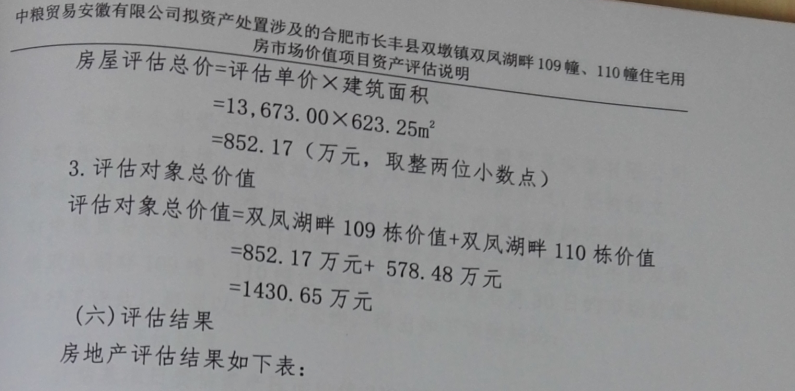 中粮贸易安徽有限公司拟资产处置涉及的合肥市长丰县双墩镇双凤湖畔109幢、110幢住宅用
房市场价值项目资产评估说明
房屋评估总价=评估单价×建筑面积
=13,673.00×623.25㎡
=852.17（万元，取整两位小数点）
3.评估对象总价值
评估对象总价值=双凤湖畔109栋价值+双凤湖畔110栋价值
=852.17万元+ 578.48万元
=1430.65万元
(六)评估结果
房地产评估结果如下表：